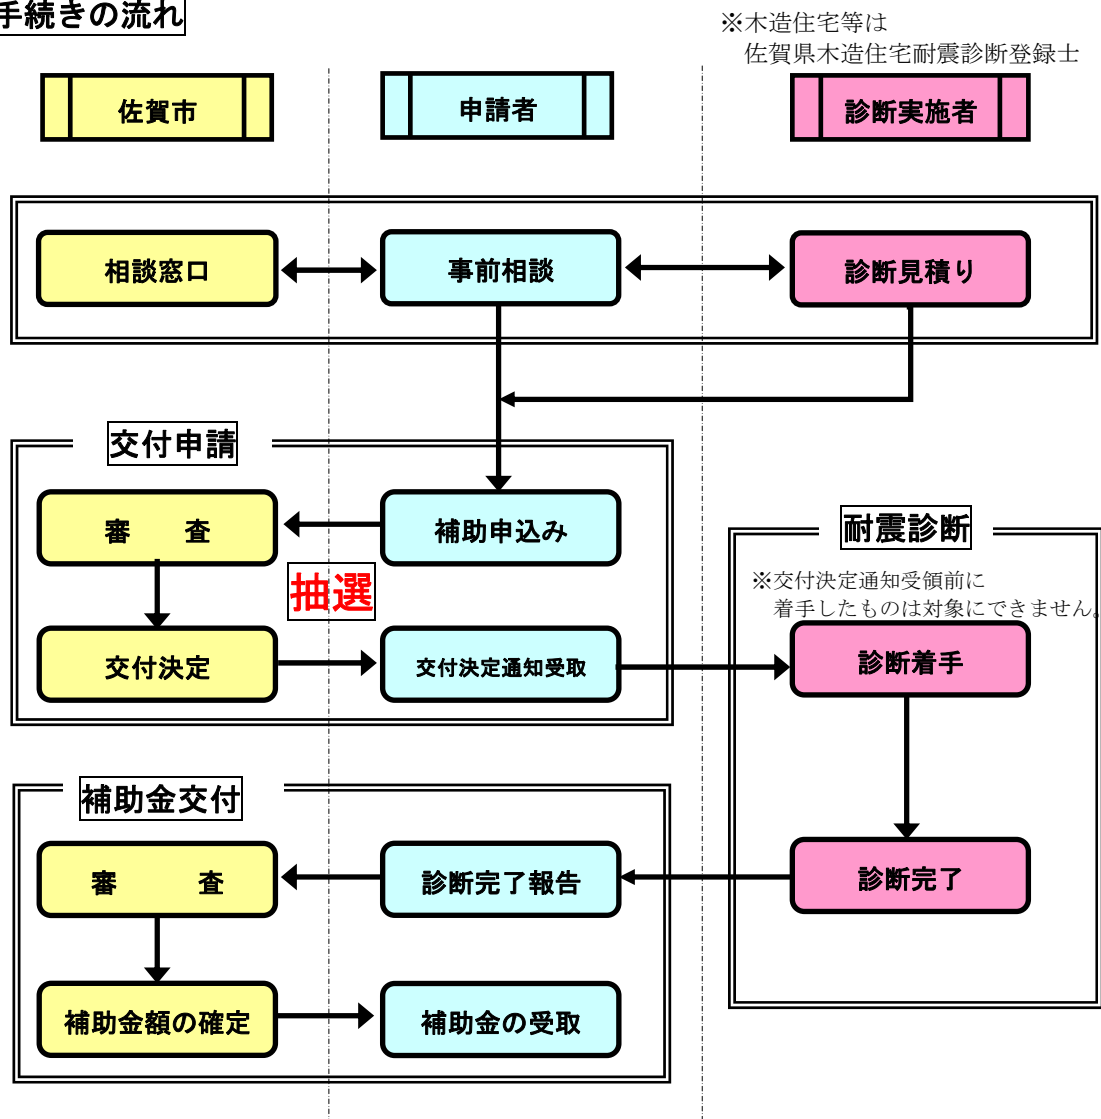 手続きの流れ
※木造住宅等は
佐賀県木造住宅耐震診断登録士
佐賀市
申請者
診断実施者
相談窓口
事前相談
診断見積り
交付申請
審　　査
補助申込み
抽選
交付決定
交付決定通知受取
耐震診断
※交付決定通知受領前に
着手したものは対象にできません。
診断着手
診断完了
補助金交付
審　　　査
診断完了報告
補助金額の確定
補助金の受取